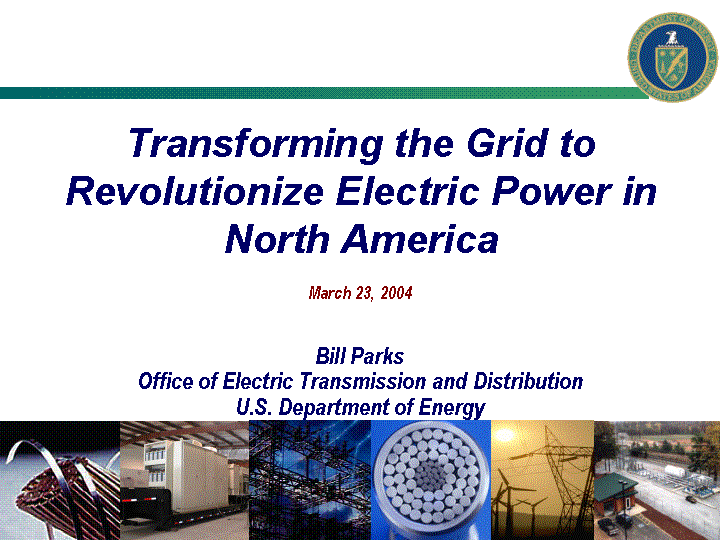 Transforming the Grid to
Revolutionize Electric Power in
North America
March 23, 2004
Bill Parks
Office of Electric Transmission and Distribution
U.S. Department of Energy